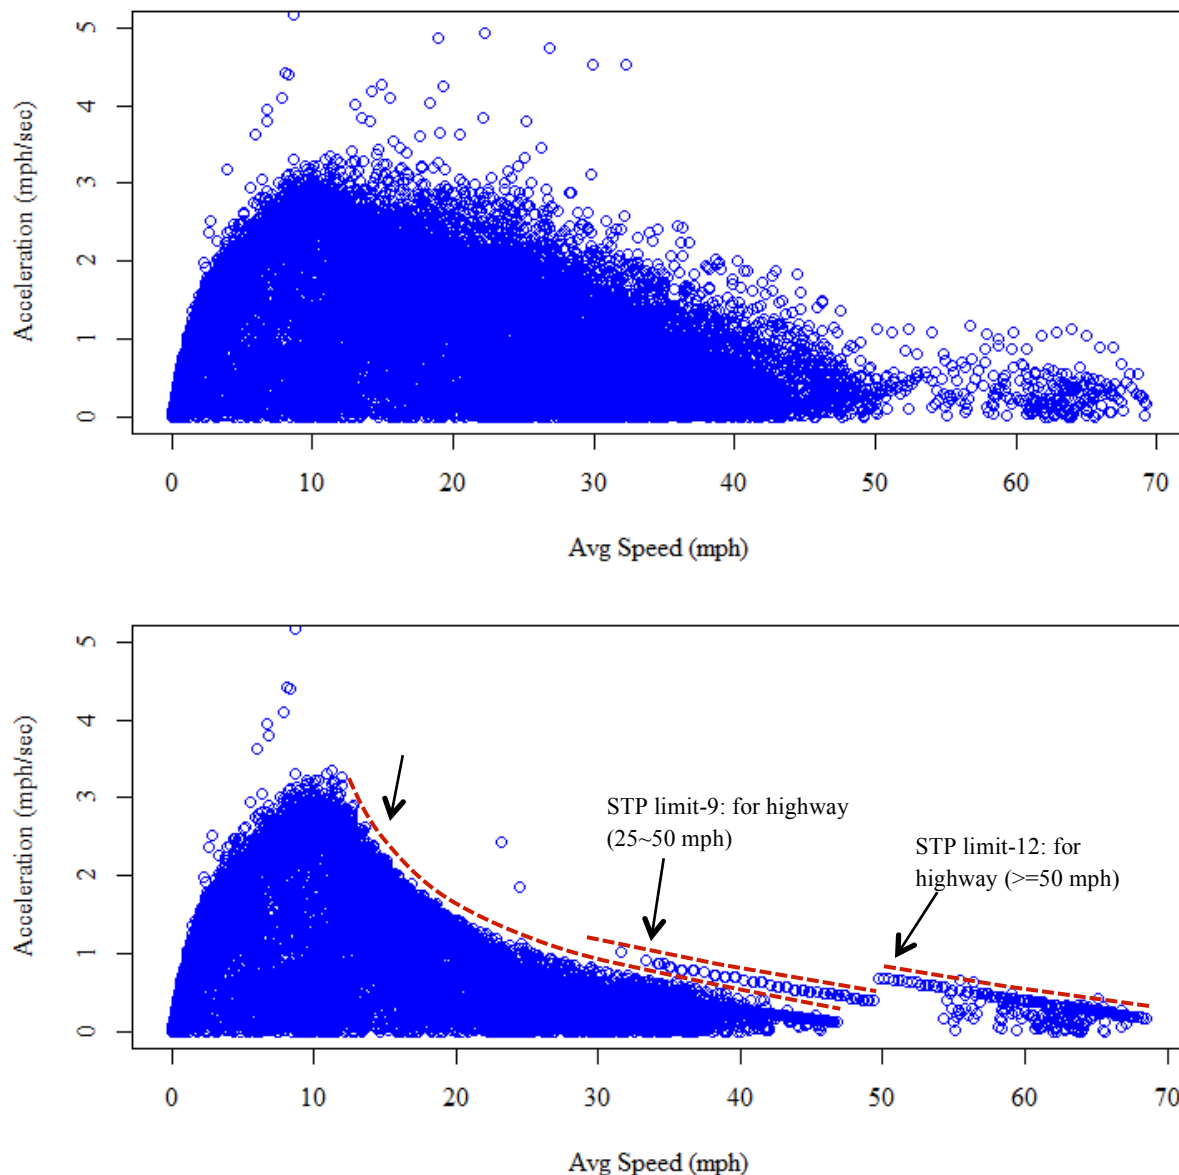 5
4
3
2
1
0
Acceleration (mph/sec)
0 10 20 30 40 50 60 70
Avg Speed (mph)
5
4
3
2
1
0
Acceleration (mph/sec)
STP limit-9: for highway
(25~50 mph)
STP limit-12: for
highway (>=50 mph)
0 10 20 30 40 50 60 70
Avg Speed (mph)